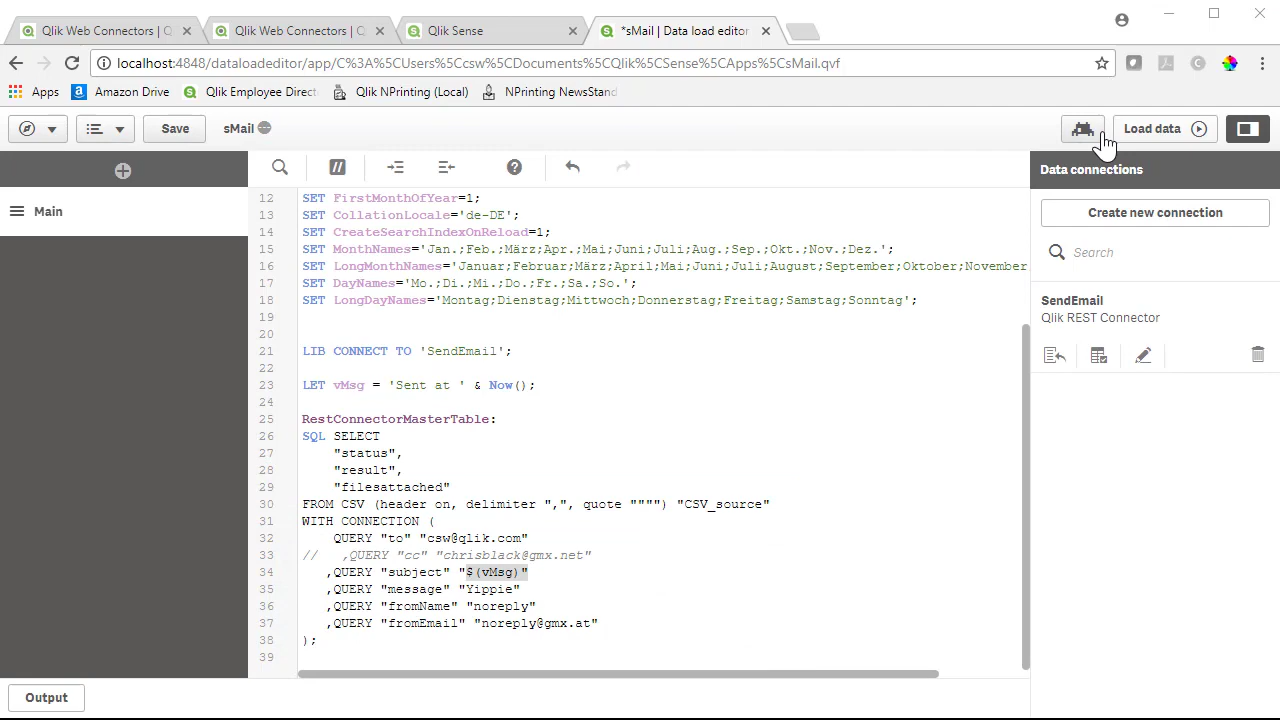 Qlik Web Connectors | Q
Qlik Web Connectors | Q
Qlik Sense
*sMail | Data load editor
localhost:4848/dataloadeditor/app/C%3A%5CUsers%5Ccsw%5CDocuments%5CQlik%5CSense%5CApps%5CsMail.qvf
Apps
Amazon Drive
Qlik Employee Direct
Qlik NPrinting (Local)
NPrinting NewsStand
Save
sMail
Load data
Main
Data connections
Create new connection
Search
SendEmail
Qlik REST Connector
12 SET FirstMonthOfYear=1;
13 SET CollationLocale='de-DE';
14 SET CreateSearchIndexOnReload=1;
15 SET MonthNames='Jan.;Feb.;März;Apr.;Mai;Juni;Juli;Aug.;Sep.;Okt.;Nov.;Dez.';
16 SET LongMonthNames='Januar;Februar;März;April;Mai;Juni;Juli;August;September;Oktober;November
17 SET DayNames='Mo.;Di.;Mi.;Do.;Fr.;Sa.;So.';
18 SET LongDayNames='Montag;Dienstag;Mittwoch;Donnerstag;Freitag;Samstag;Sonntag';
19
20
21 LIB CONNECT TO 'SendEmail';
22
23 LET vMsg = 'Sent at ' & Now();
24
25 RestConnectorMasterTable:
26 SQL SELECT
27 "status",
28 "result",
29 "filesattached"
30 FROM CSV (header on, delimiter ",", quote """") "CSV_source"
31 WITH CONNECTION (
32 QUERY "to" "csw@qlik.com"
33 // ,QUERY "cc" "chrisblack@gmx.net"
34 ,QUERY "subject" "$(vMsg)"
35 ,QUERY "message" "Yippie"
36 ,QUERY "fromName" "noreply"
37 ,QUERY "fromEmail" "noreply@gmx.at"
38 );
39
Output